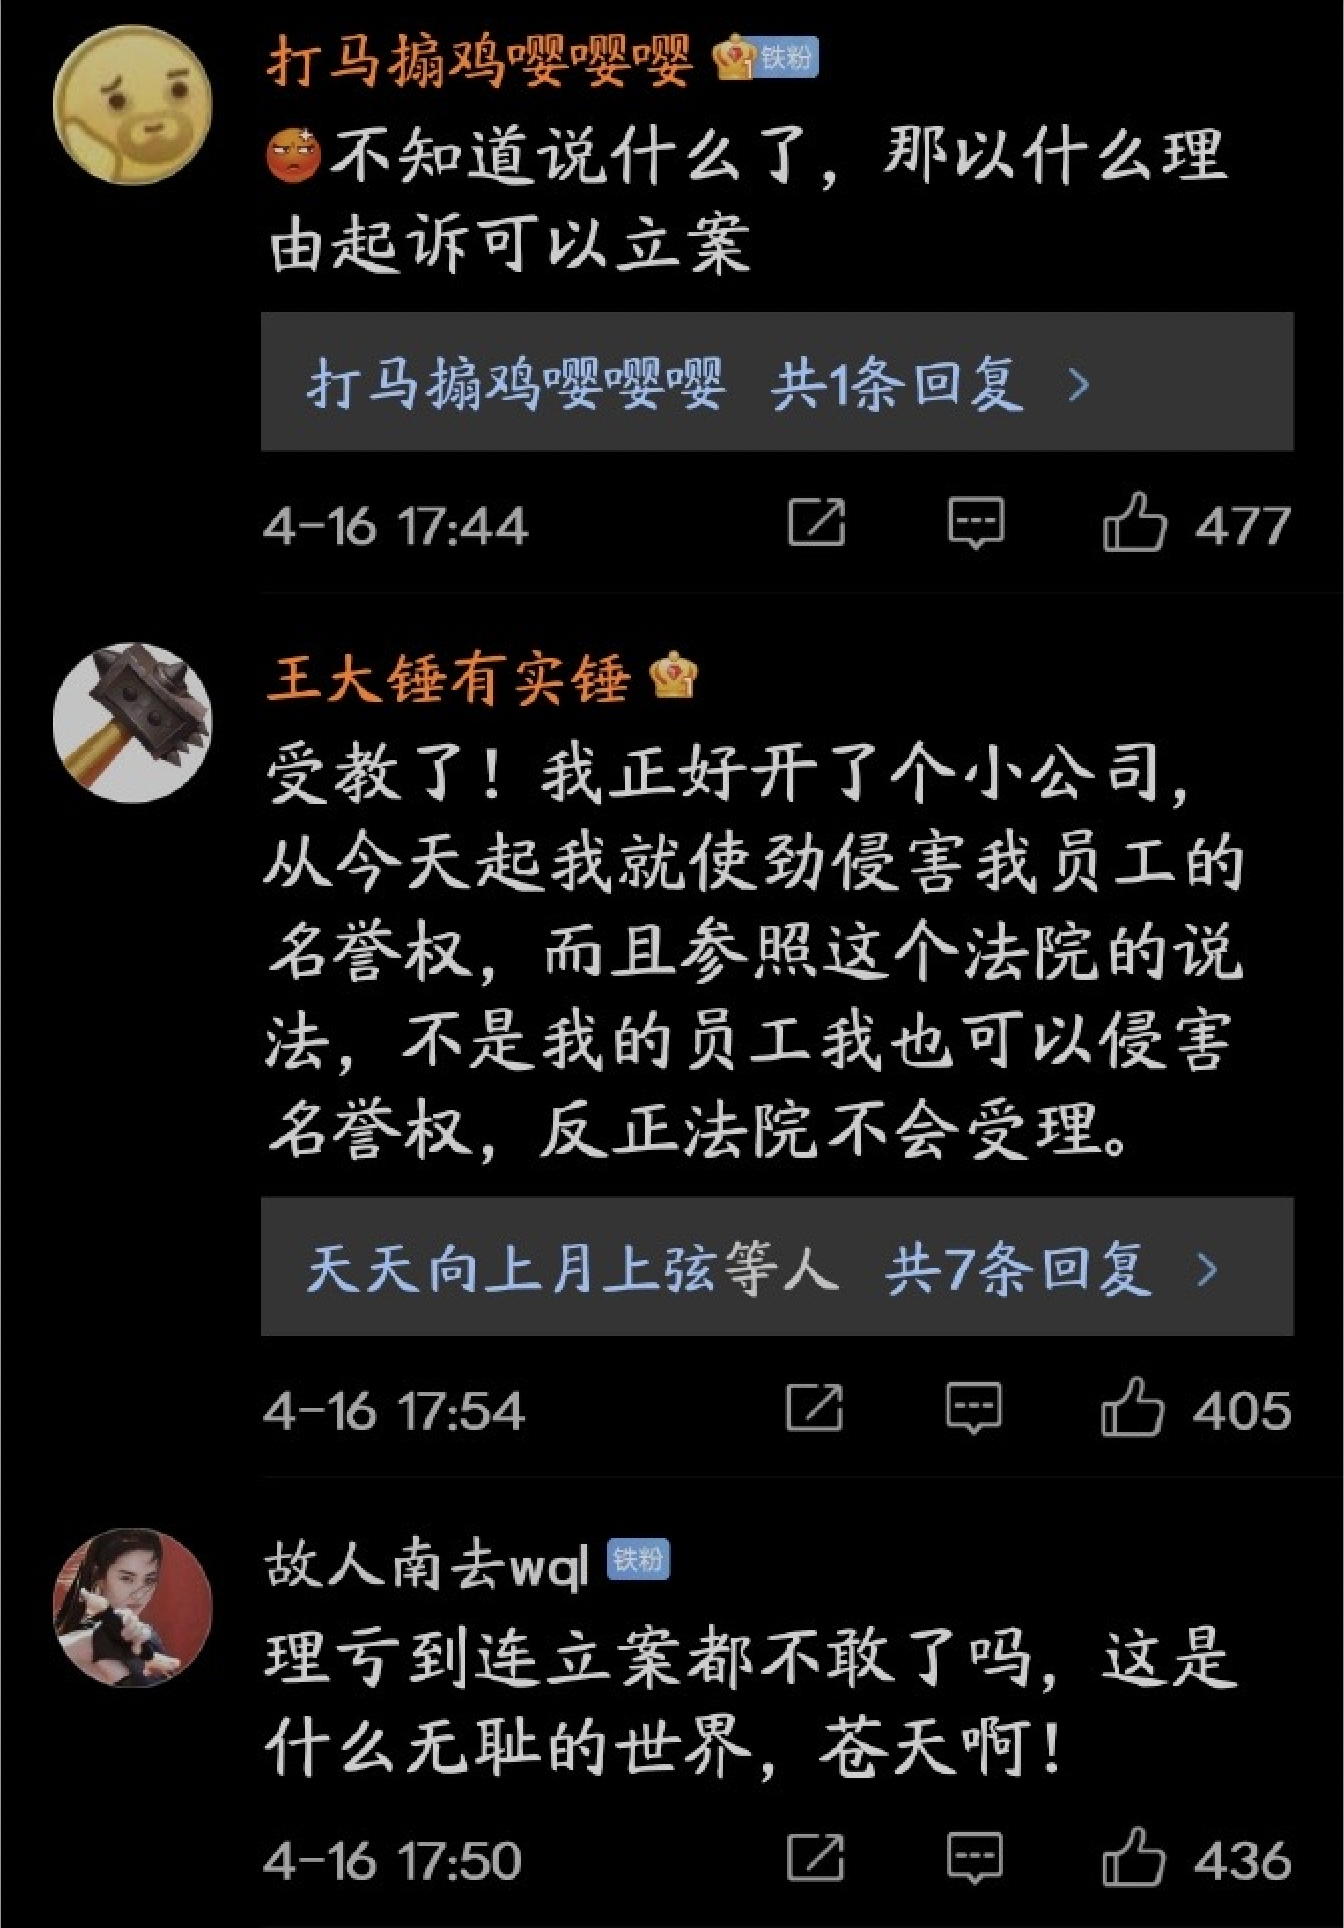 打马搧鸡嘤嘤嘤 1 铁粉
不知道说什么了，那以什么理
由起诉可以立案
打马搧鸡嘤嘤嘤 共1条回复
4-16 17:44 477
王大锤有实锤 1
受教了！我正好开了个小公司，
从今天起我就使劲侵害我员工的
名誉权，而且参照这个法院的说
法，不是我的员工我也可以侵害
名誉权，反正法院不会受理。
天天向上月上弦等人 共7条回复
4-16 17:54 405
故人南去wql 铁粉
理亏到连立案都不敢了吗，这是
什么无耻的世界，苍天啊！
4-16 17:50 436